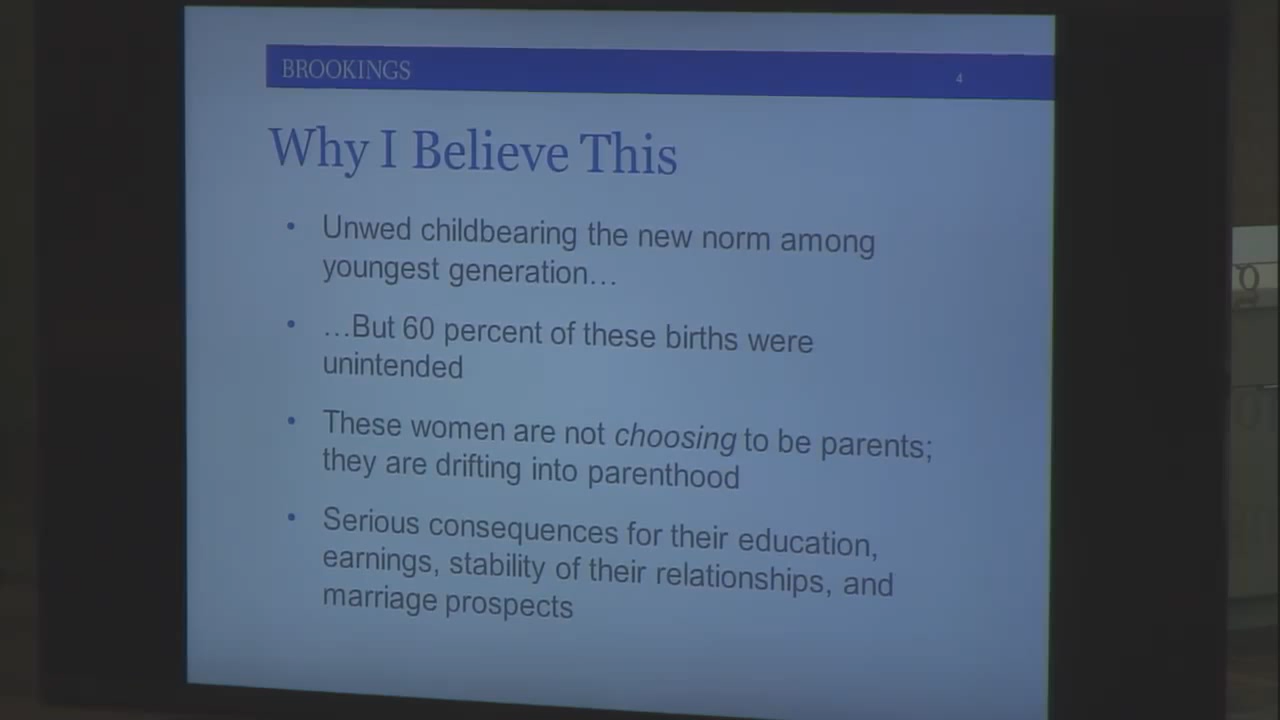 BROOKINGS 4
Why I Believe This
• Unwed childbearing the new norm among
youngest generation…
• …But 60 percent of these births were
unintended
• These women are not choosing to be parents;
they are drifting into parenthood
• Serious consequences for their education,
earnings, stability of their relationships, and
marriage prospects